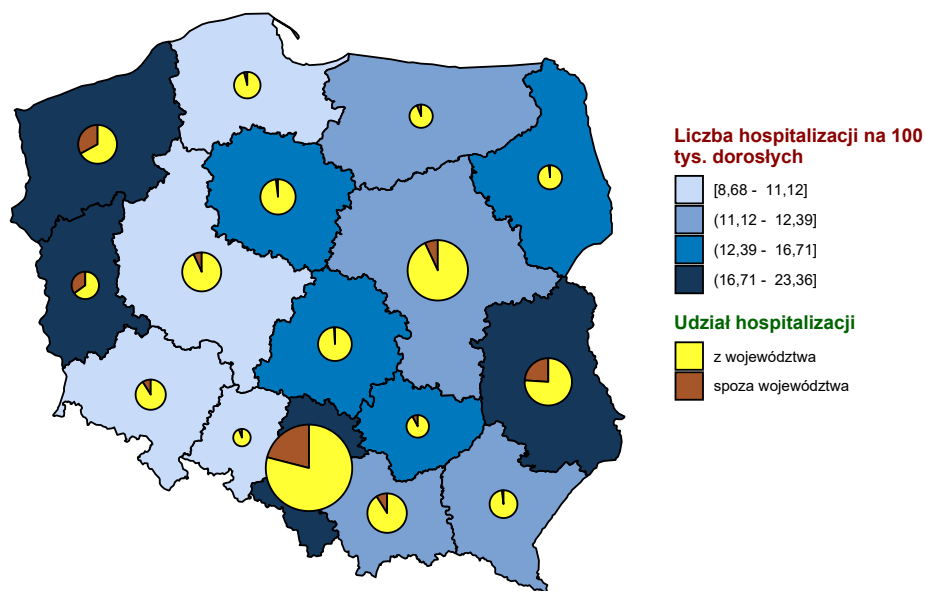 Liczba hospitalizacji na 100
tys. dorosłych
[8,68 - 11,12]
(11,12 - 12,39]
(12,39 - 16,71]
(16,71 - 23,36]
Udział hospitalizacji
z województwa
spoza województwa